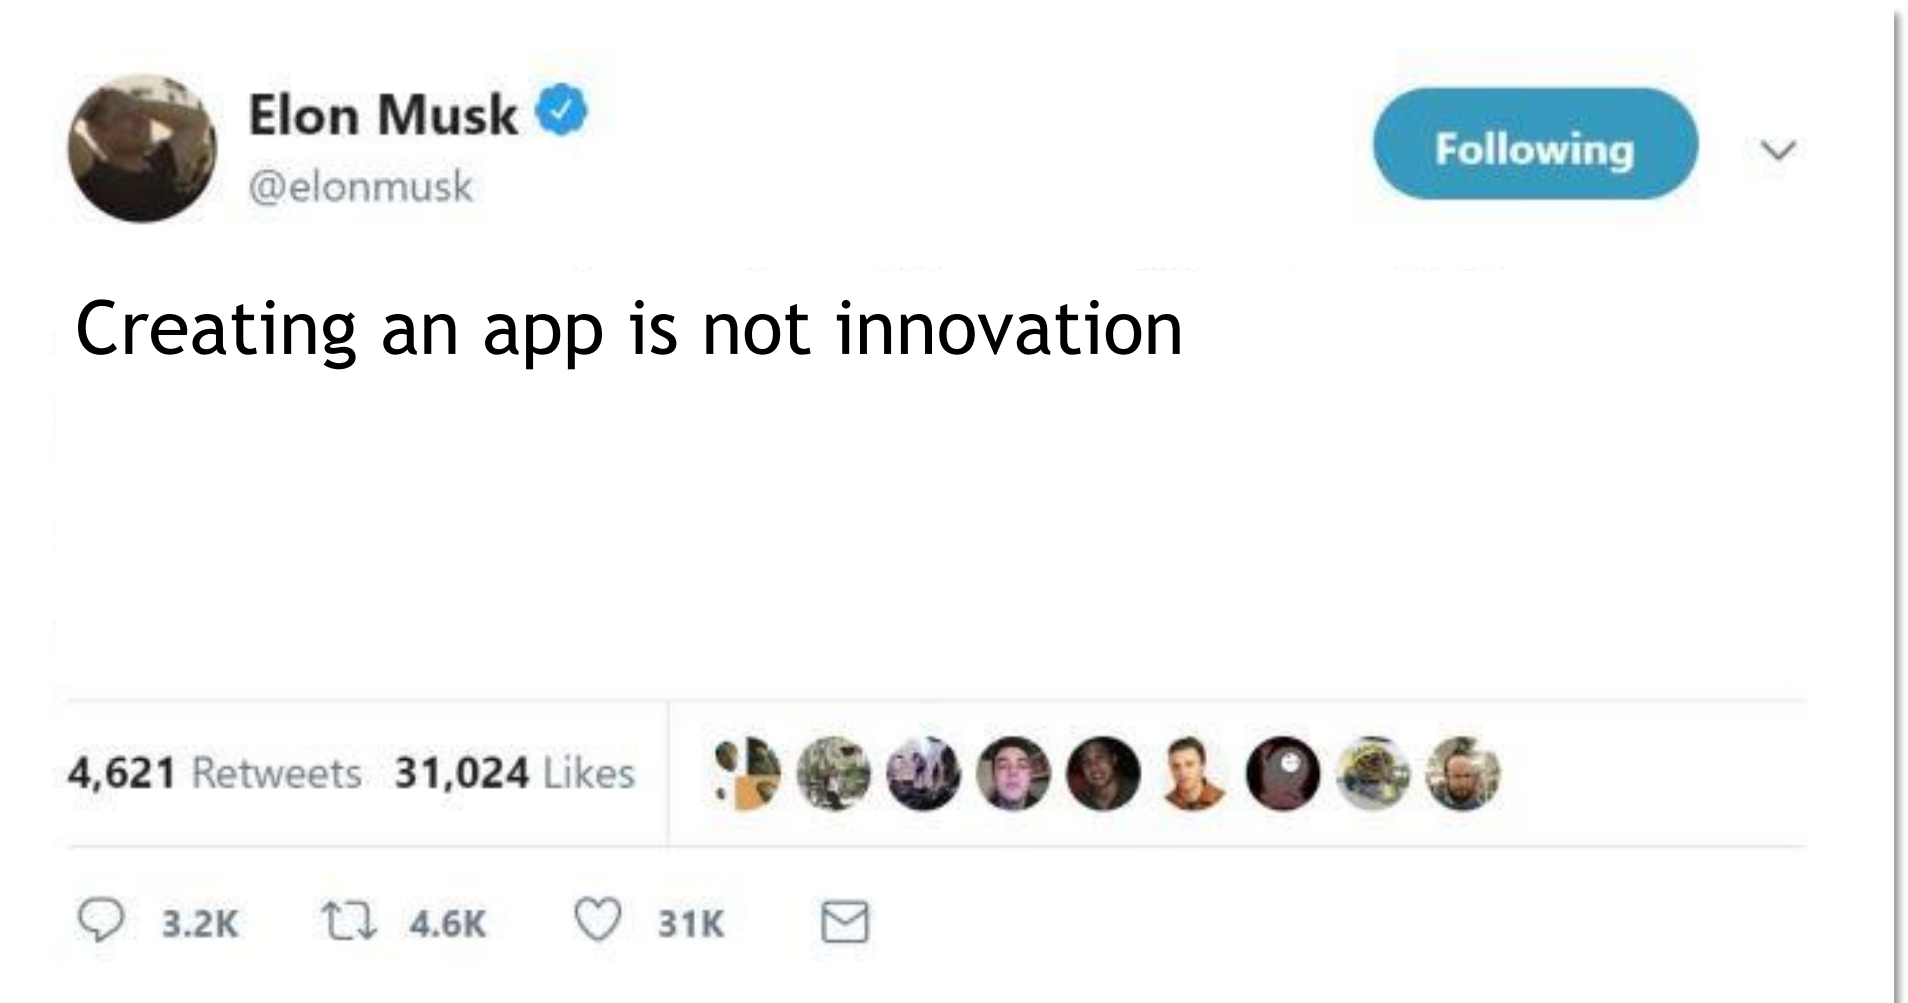 Elon Musk
@elonmusk
Following
Creating an app is not innovation
4,621 Retweets 31,024 Likes
3.2K 4.6K 31K